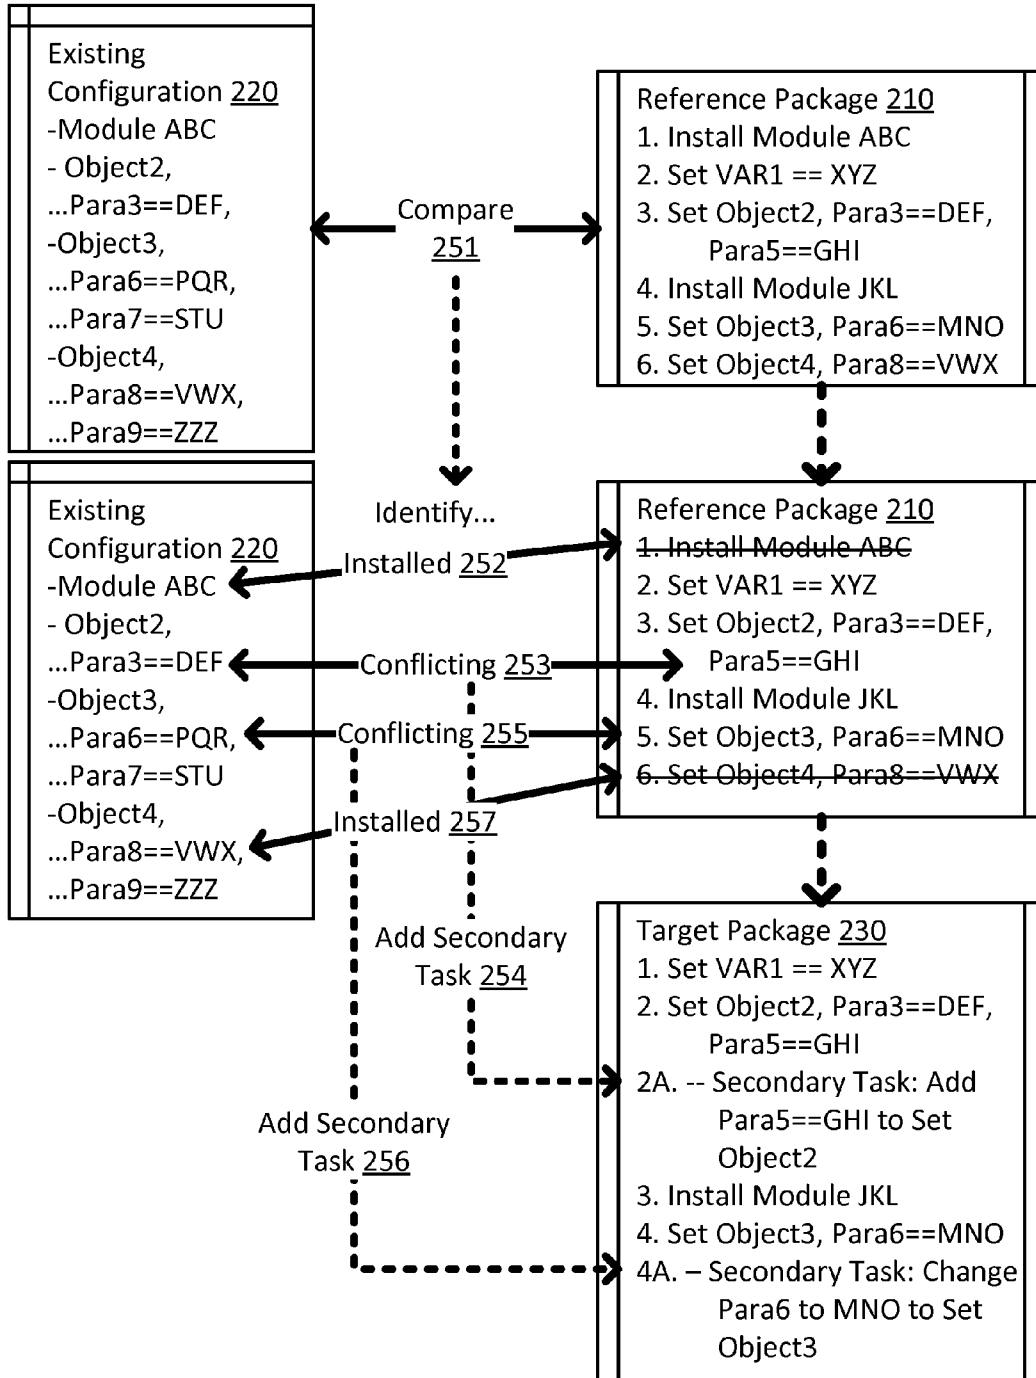 Existing
Configuration 220
-Module ABC
- Object2,
...Para3==DEF,
-Object3,
...Para6==PQR,
...Para7==STU
-Object4,
...Para8==VWX,
...Para9==ZZZ
Compare
251
Reference Package 210
1. Install Module ABC
2. Set VAR1 == XYZ
3. Set Object2, Para3==DEF,
Para5==GHI
4. Install Module JKL
5. Set Object3, Para6==MNO
6. Set Object4, Para8==VWX
Existing
Configuration 220
-Module ABC
- Object2,
...Para3==DEF
-Object3,
...Para6==PQR,
...Para7==STU
-Object4,
...Para8==VWX,
...Para9==ZZZ
Identify...
Installed 252
Conflicting 253
Conflicting 255
Installed 257
Reference Package 210
1. Install Module ABC
2. Set VAR1 == XYZ
3. Set Object2, Para3==DEF,
Para5==GHI
4. Install Module JKL
5. Set Object3, Para6==MNO
6. Set Object4, Para8==VWX
Add Secondary
Task 254
Add Secondary
Task 256
Target Package 230
1. Set VAR1 == XYZ
2. Set Object2, Para3==DEF,
Para5==GHI
2A. -- Secondary Task: Add
Para5==GHI to Set
Object2
3. Install Module JKL
4. Set Object3, Para6==MNO
4A. – Secondary Task: Change
Para6 to MNO to Set
Object3